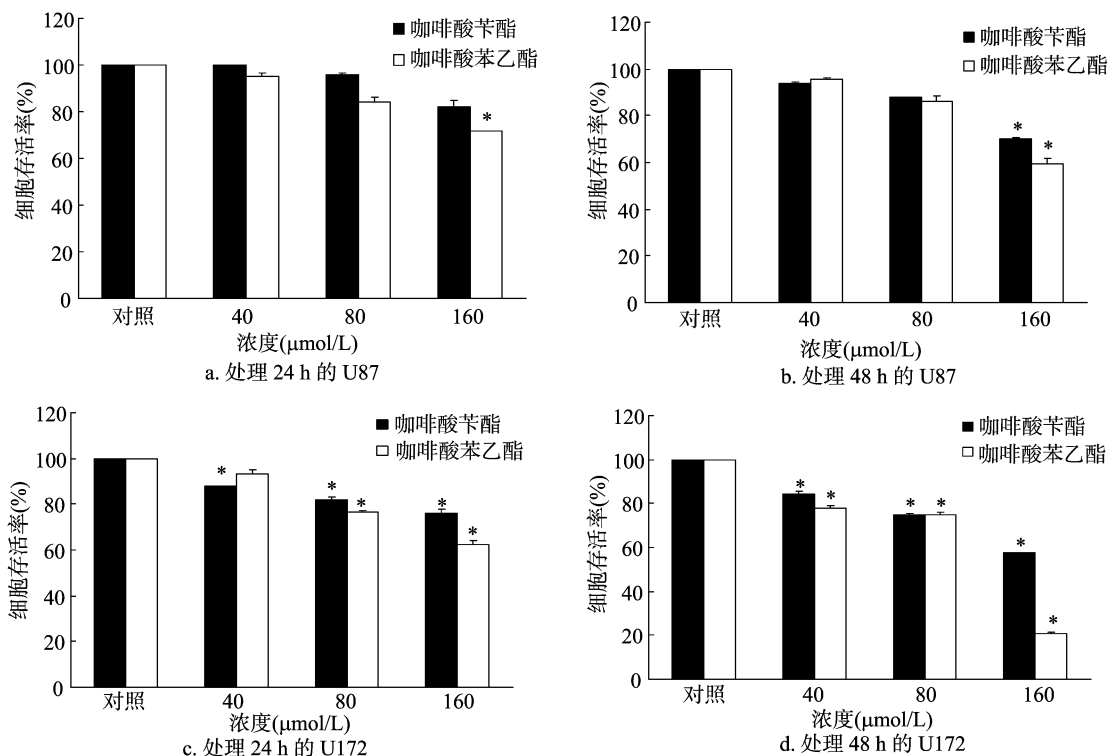 120
100
80
60
40
20
0
细胞存活率(%)
咖啡酸苄酯
咖啡酸苯乙酯
*
对照 40 80 160
浓度(μmol/L)
a. 处理 24 h 的 U87
120
100
80
60
40
20
0
细胞存活率(%)
咖啡酸苄酯
咖啡酸苯乙酯
* *
对照 40 80 160
浓度(μmol/L)
b. 处理 48 h 的 U87
120
100
80
60
40
20
0
细胞存活率(%)
咖啡酸苄酯
咖啡酸苯乙酯
* * * * *
对照 40 80 160
浓度(μmol/L)
c. 处理 24 h 的 U172
120
100
80
60
40
20
0
细胞存活率(%)
咖啡酸苄酯
咖啡酸苯乙酯
* * * * * *
对照 40 80 160
浓度(μmol/L)
d. 处理 48 h 的 U172